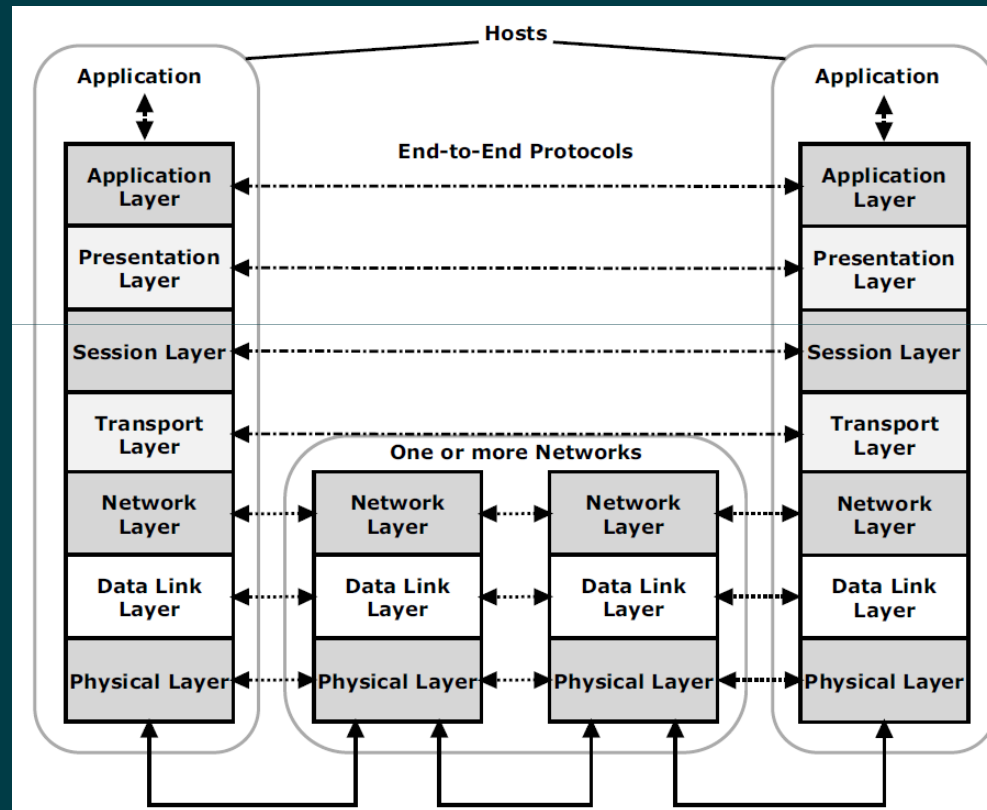 Hosts
Application
Application
End-to-End Protocols
Application
Layer
Application
Layer
Presentation
Layer
Presentation
Layer
Session Layer
Session Layer
Transport
Layer
Transport
Layer
One or more Networks
Network
Layer
Network
Layer
Network
Layer
Network
Layer
Data Link
Layer
Data Link
Layer
Data Link
Layer
Data Link
Layer
Physical Layer
Physical Layer
Physical Layer
Physical Layer